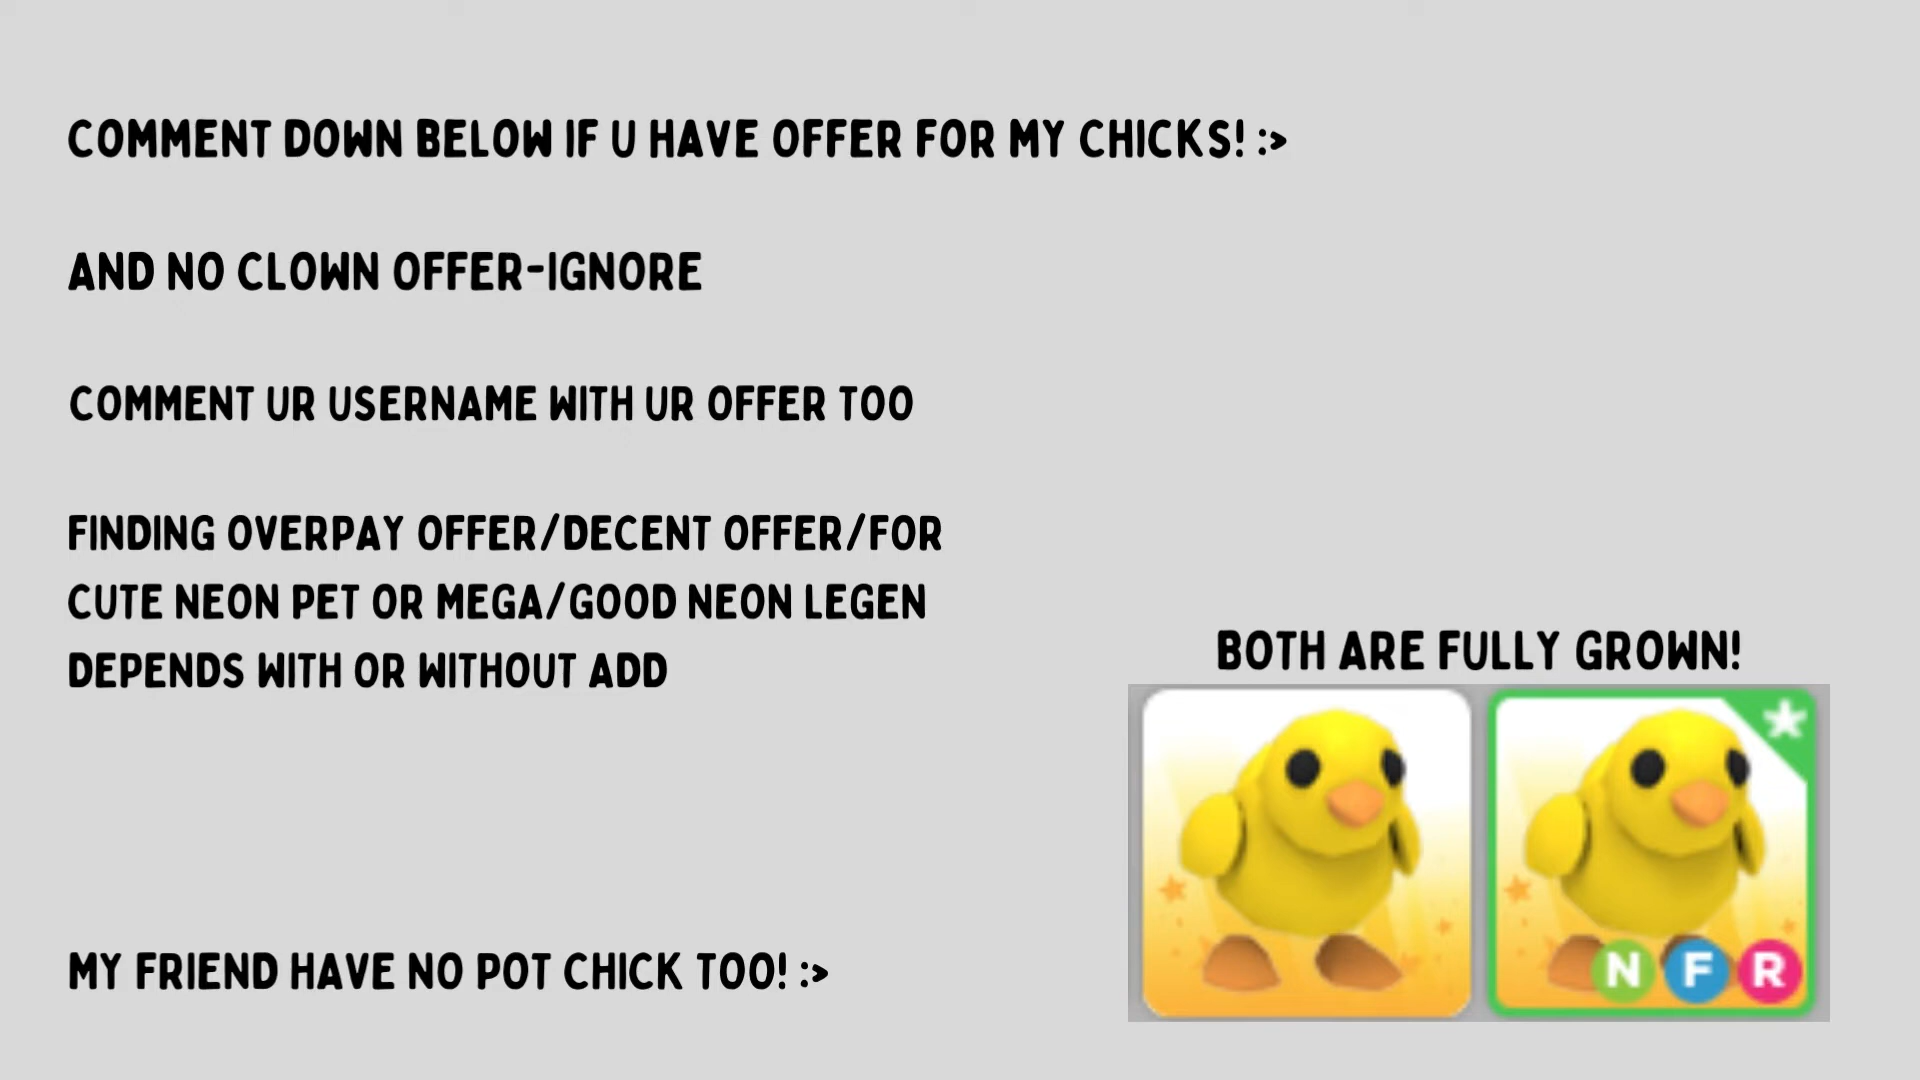 COMMENT DOWN BELOW IF U HAVE OFFER FOR MY CHICKS! :>
AND NO CLOWN OFFER-IGNORE
COMMENT UR USERNAME WITH UR OFFER TOO
FINDING OVERPAY OFFER/DECENT OFFER/FOR
CUTE NEON PET OR MEGA/GOOD NEON LEGEN
DEPENDS WITH OR WITHOUT ADD
BOTH ARE FULLY GROWN!
N F R
MY FRIEND HAVE NO POT CHICK TOO! :>